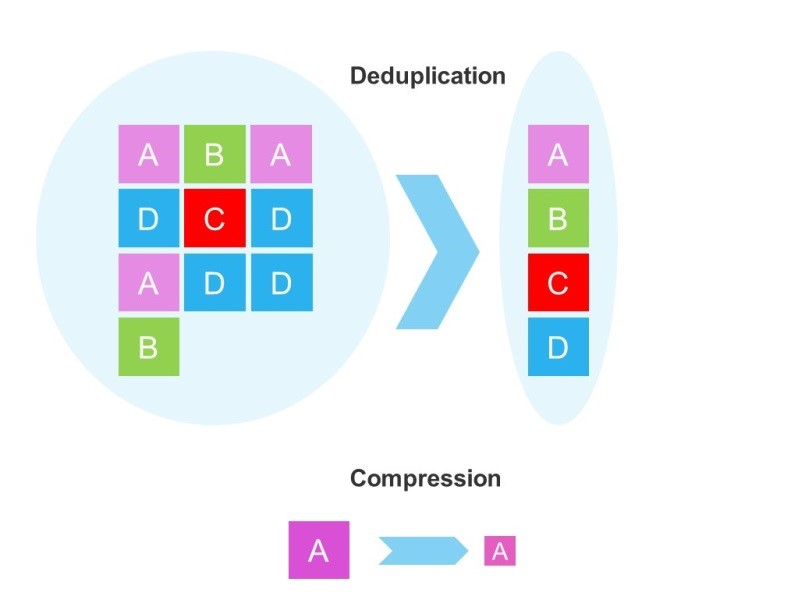 Deduplication
A B A A
D C D B
A D D C
B D
Compression
A A